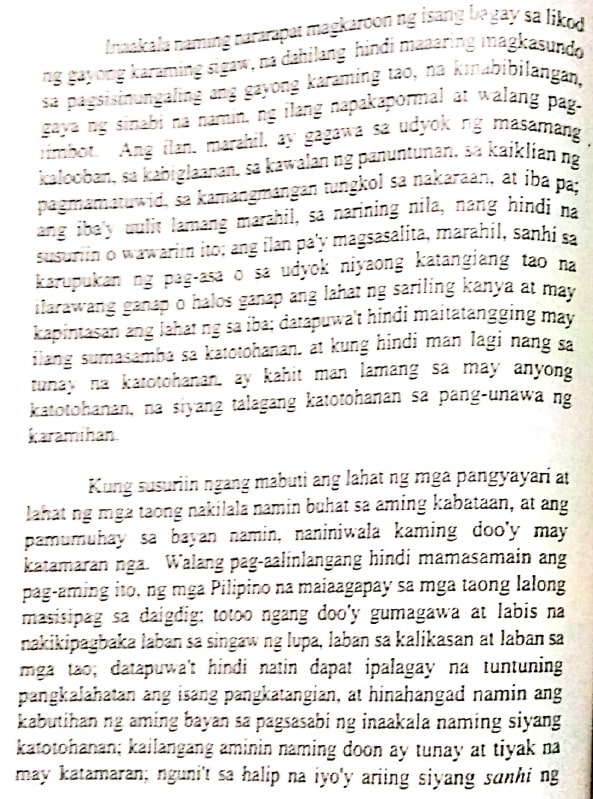 Inaakala naming nararapat magkaroon ng isang bagay sa likod
ng gayong karaming sigaw, na dahilang hindi maaaring magkasundo
sa pagsisinungaling ang gayong karaming tao, na kinabibilangan,
gaya ng sinabi na namin, ng ilang napakapormal at walang pag-
iimbot. Ang ilan, marahil, ay gagawa sa udyok ng masamang
kalooban, sa kabiglaanan, sa kawalan ng panuntunan, sa kaiklian ng
pagmamatuwid, sa kamangmangan tungkol sa nakaraan, at iba pa;
ang iba'y uulit lamang marahil, sa narining nila, nang hindi na
susuriin o wawariin ito; ang ilan pa'y magsasalita, marahil, sanhi sa
karupukan ng pag-asa o sa udyok niyaong katangiang tao na
ilarawang ganap o halos ganap ang lahat ng sariling kanya at may
kapintasan ang lahat ng sa iba; datapuwa't hindi maitatangging may
ilang sumasamba sa katotohanan, at kung hindi man lagi nang sa
tunay na katotohanan, ay kahit man lamang sa may anyong
katotohanan, na siyang talagang katotohanan sa pang-unawa ng
karamihan.
Kung susuriin ngang mabuti ang lahat ng mga pangyayari at
lahat ng mga taong nakilala namin buhat sa aming kabataan, at ang
pamumuhay sa bayan namin, naniniwala kaming doo'y may
katamaran nga. Walang pag-aalinlangang hindi mamasamain ang
pag-aming ito, ng mga Pilipino na maiaagapay sa mga taong lalong
masisipag sa daigdig; totoo ngang doo'y gumagawa at labis na
nakikipagbaka laban sa singaw ng lupa, laban sa kalikasan at laban sa
mga tao; datapuwa't hindi natin dapat ipalagay na tuntuning
pangkalahatan ang isang pangkatangian, at hinahangad namin ang
kabutihan ng aming bayan sa pagsasabi ng inaakala naming siyang
katotohanan; kailangang aminin naming doon ay tunay at tiyak na
may katamaran; nguni't sa halip na iyo'y ariing siyang sanhi ng